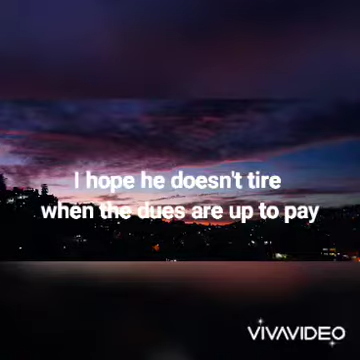 I hope he doesn't tire
when the dues are up to pay
VIVAVIDEO